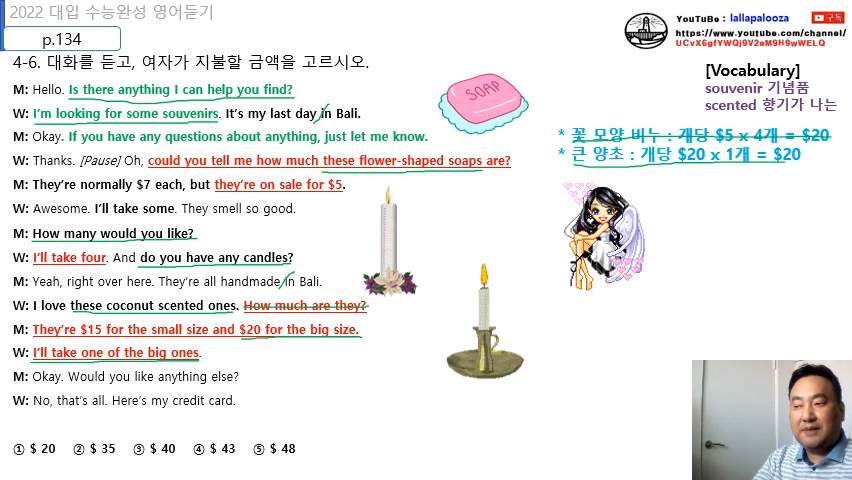 2022 대입 수능완성 영어듣기
p.134
4-6. 대화를 듣고, 여자가 지불할 금액을 고르시오.
M: Hello. Is there anything I can help you find?
W: I'm looking for some souvenirs. It's my last day in Bali.
M: Okay. If you have any questions about anything, just let me know.
W: Thanks. [Pause] Oh, could you tell me how much these flower-shaped soaps are?
M: They're normally $7 each, but they're on sale for $5.
W: Awesome. I'll take some. They smell so good.
M: How many would you like?
W: I'll take four. And do you have any candles?
M: Yeah, right over here. They're all handmade in Bali.
W: I love these coconut scented ones. How much are they?
M: They're $15 for the small size and $20 for the big size.
W: I'll take one of the big ones.
M: Okay. Would you like anything else?
W: No, that's all. Here's my credit card.
① $ 20 ② $ 35 ③ $ 40 ④ $ 43 ⑤ $ 48
SOAP
YouTuBe : lallapalooza 구독
https://www.youtube.com/channel/
UCvX6gfYWQj9V2eM9H9wWELQ
[Vocabulary]
souvenir 기념품
scented 향기가 나는
* 꽃 모양 비누 : 개당 $5 x 4개 = $20
* 큰 양초 : 개당 $20 x 1개 = $20